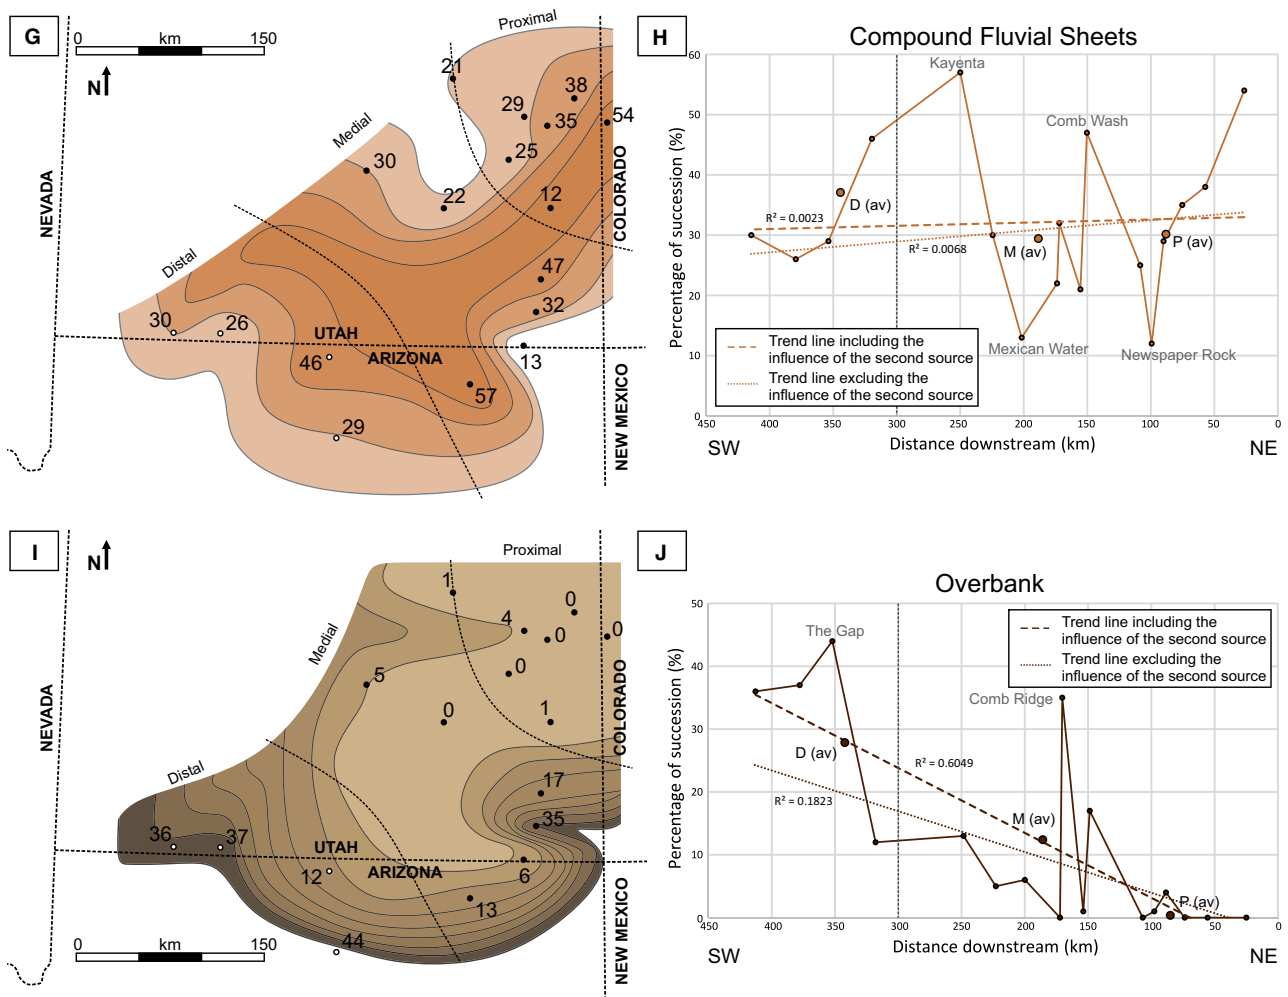 G
0 km 150
N
Proximal
Medial
Distal
NEVADA
UTAH
ARIZONA
COLORADO
NEW MEXICO
21
38
29
35
54
25
30
22
12
47
32
30
26
46
13
57
29
H
Compound Fluvial Sheets
Percentage of succession (%)
60
50
40
30
20
10
0
Kayenta
Comb Wash
D (av)
R² = 0.0023
R² = 0.0068
M (av)
P (av)
Mexican Water
Newspaper Rock
Trend line including the
influence of the second source
Trend line excluding the
influence of the second source
450 400 350 300 250 200 150 100 50 0
SW Distance downstream (km) NE
I
N
Proximal
Medial
Distal
NEVADA
UTAH
ARIZONA
COLORADO
NEW MEXICO
1
0
4
0
0
0
5
0
1
17
35
36
37
12
6
13
44
0 km 150
J
Overbank
Percentage of succession (%)
50
40
30
20
10
0
Trend line including the
influence of the second source
Trend line excluding the
influence of the second source
The Gap
Comb Ridge
D (av)
R² = 0.6049
R² = 0.1823
M (av)
P (av)
450 400 350 300 250 200 150 100 50 0
SW Distance downstream (km) NE